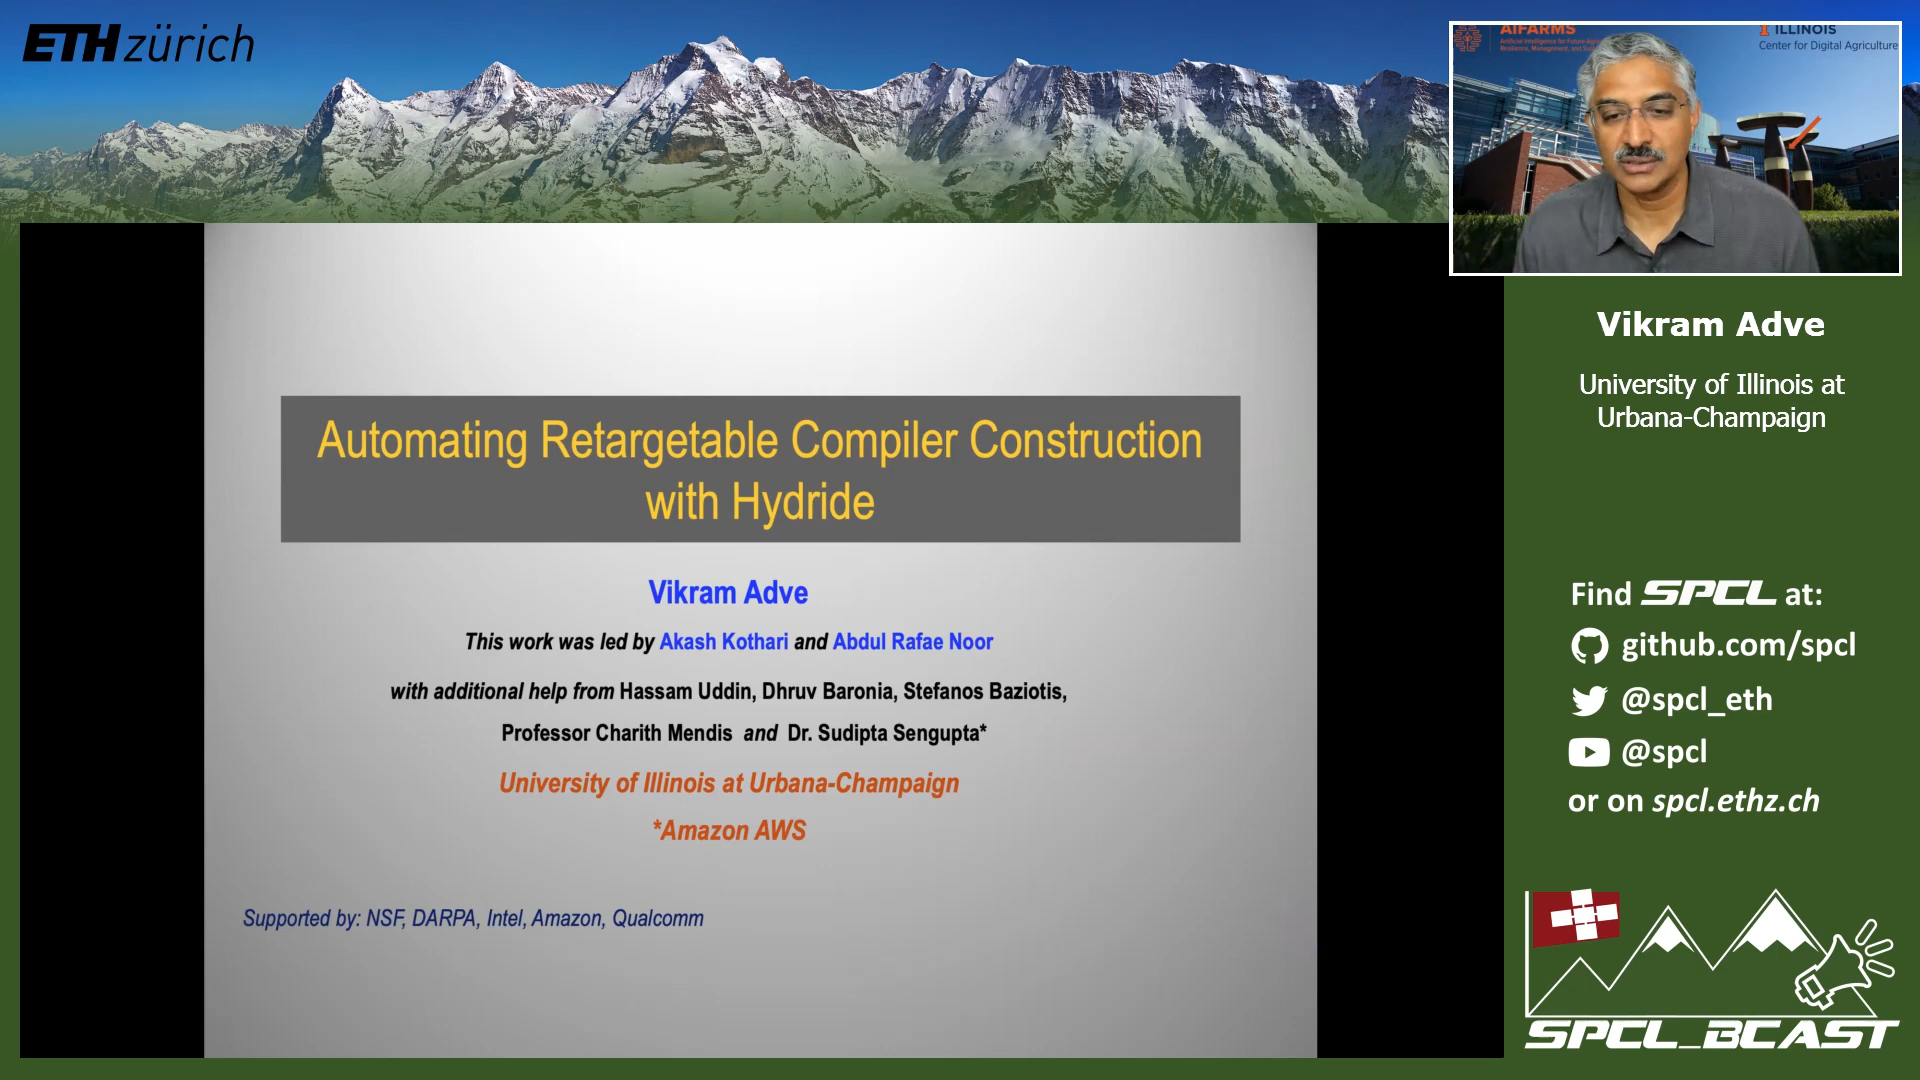 ETH zürich
AIFARMS
ILLINOIS
Center for Digital Agriculture
Automating Retargetable Compiler Construction
with Hydride
Vikram Adve
This work was led by Akash Kothari and Abdul Rafae Noor
with additional help from Hassam Uddin, Dhruv Baronia, Stefanos Baziotis,
Professor Charith Mendis and Dr. Sudipta Sengupta*
University of Illinois at Urbana-Champaign
*Amazon AWS
Supported by: NSF, DARPA, Intel, Amazon, Qualcomm
Vikram Adve
University of Illinois at
Urbana-Champaign
Find SPCL at:
github.com/spcl
@spcl_eth
@spcl
or on spcl.ethz.ch
SPCL_BCAST